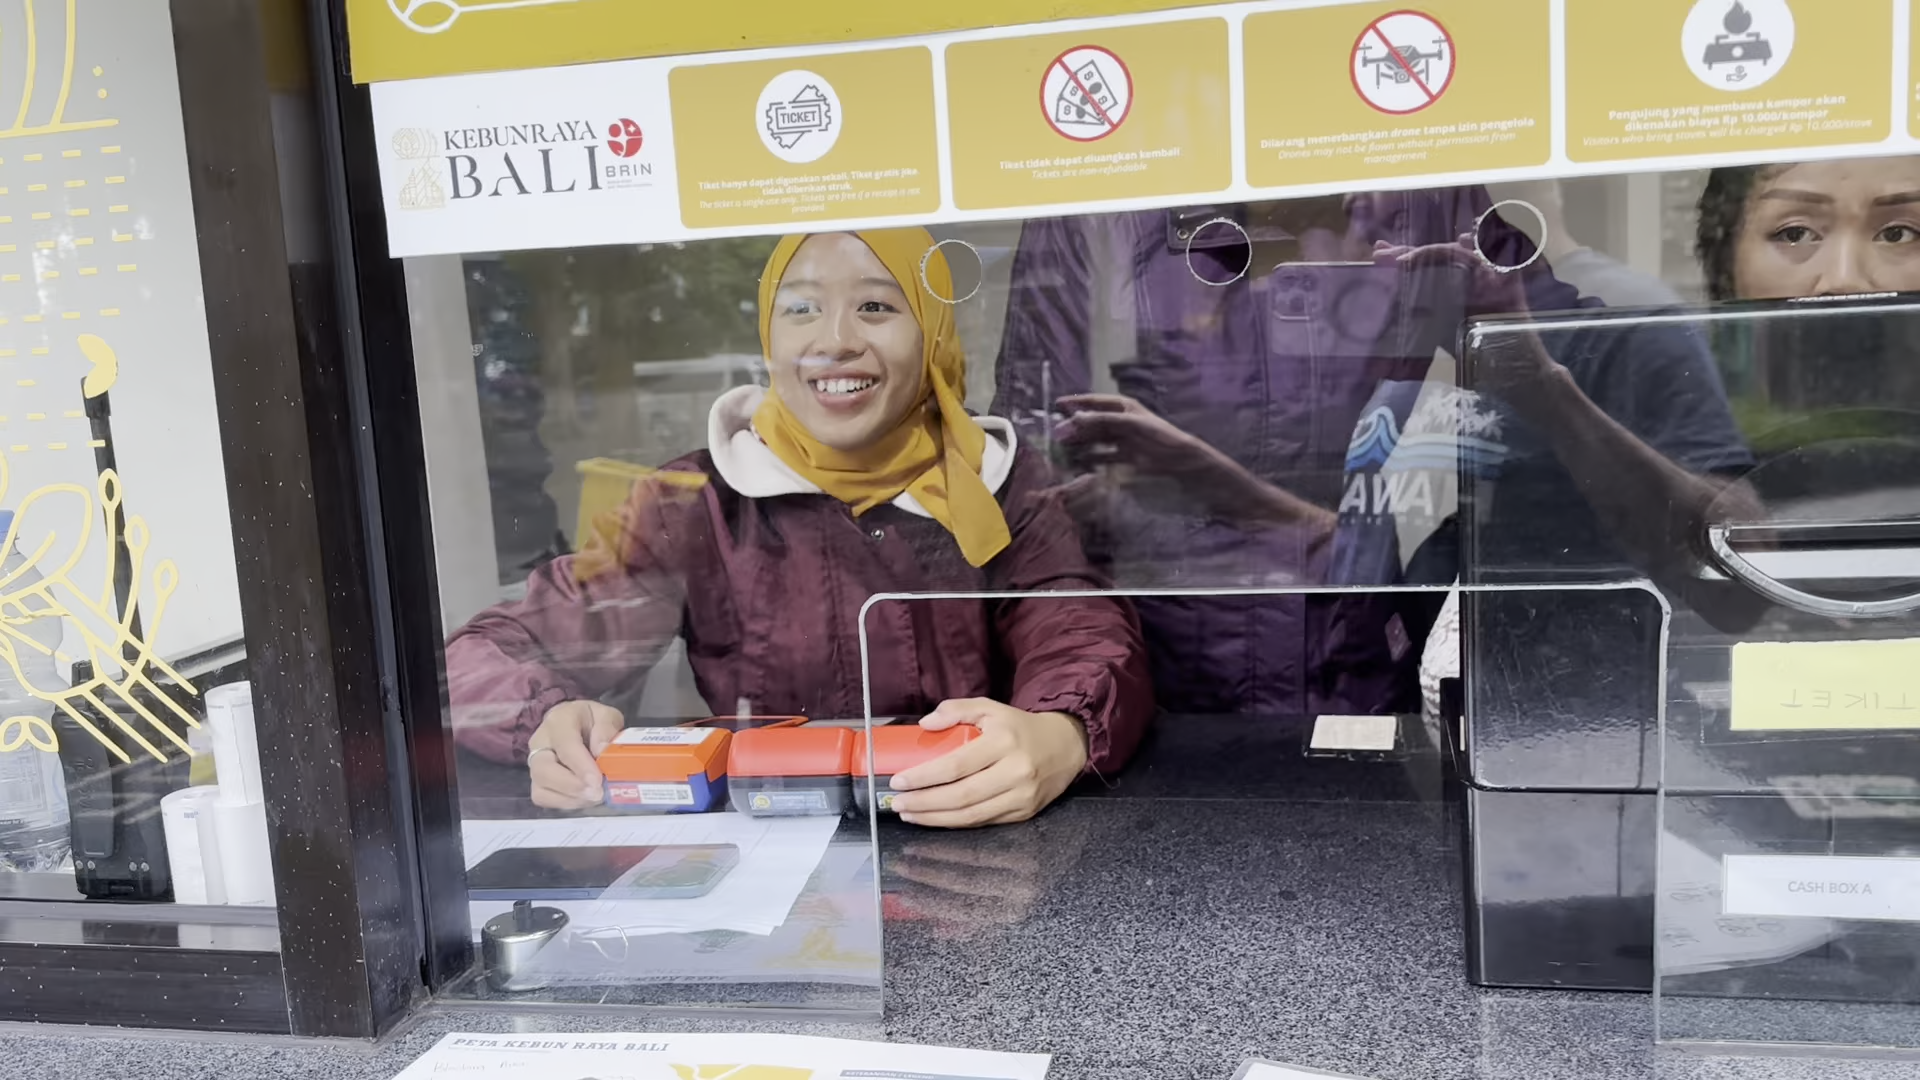 KEBUNRAYA
BALI
BRIN
TICKET
Tiket hanya dapat digunakan sekali. Tiket gratis jika
tidak diberikan struk.
The ticket is single use only. Tickets are free if a receipt is not
provided.
Tiket tidak dapat diuangkan kembali
Tickets are non-refundable
Dilarang menerbangkan drone tanpa izin pengelola
Drones may not be flown without permission from
management
Pengujung yang membawa kompor akan
dikenakan biaya Rp 10.000/kompor
Visitors who bring stoves will be charged Rp 10.000/stove
AWA
PCS
TIKET
CASH BOX A
PETA KEBUN RAYA BALI